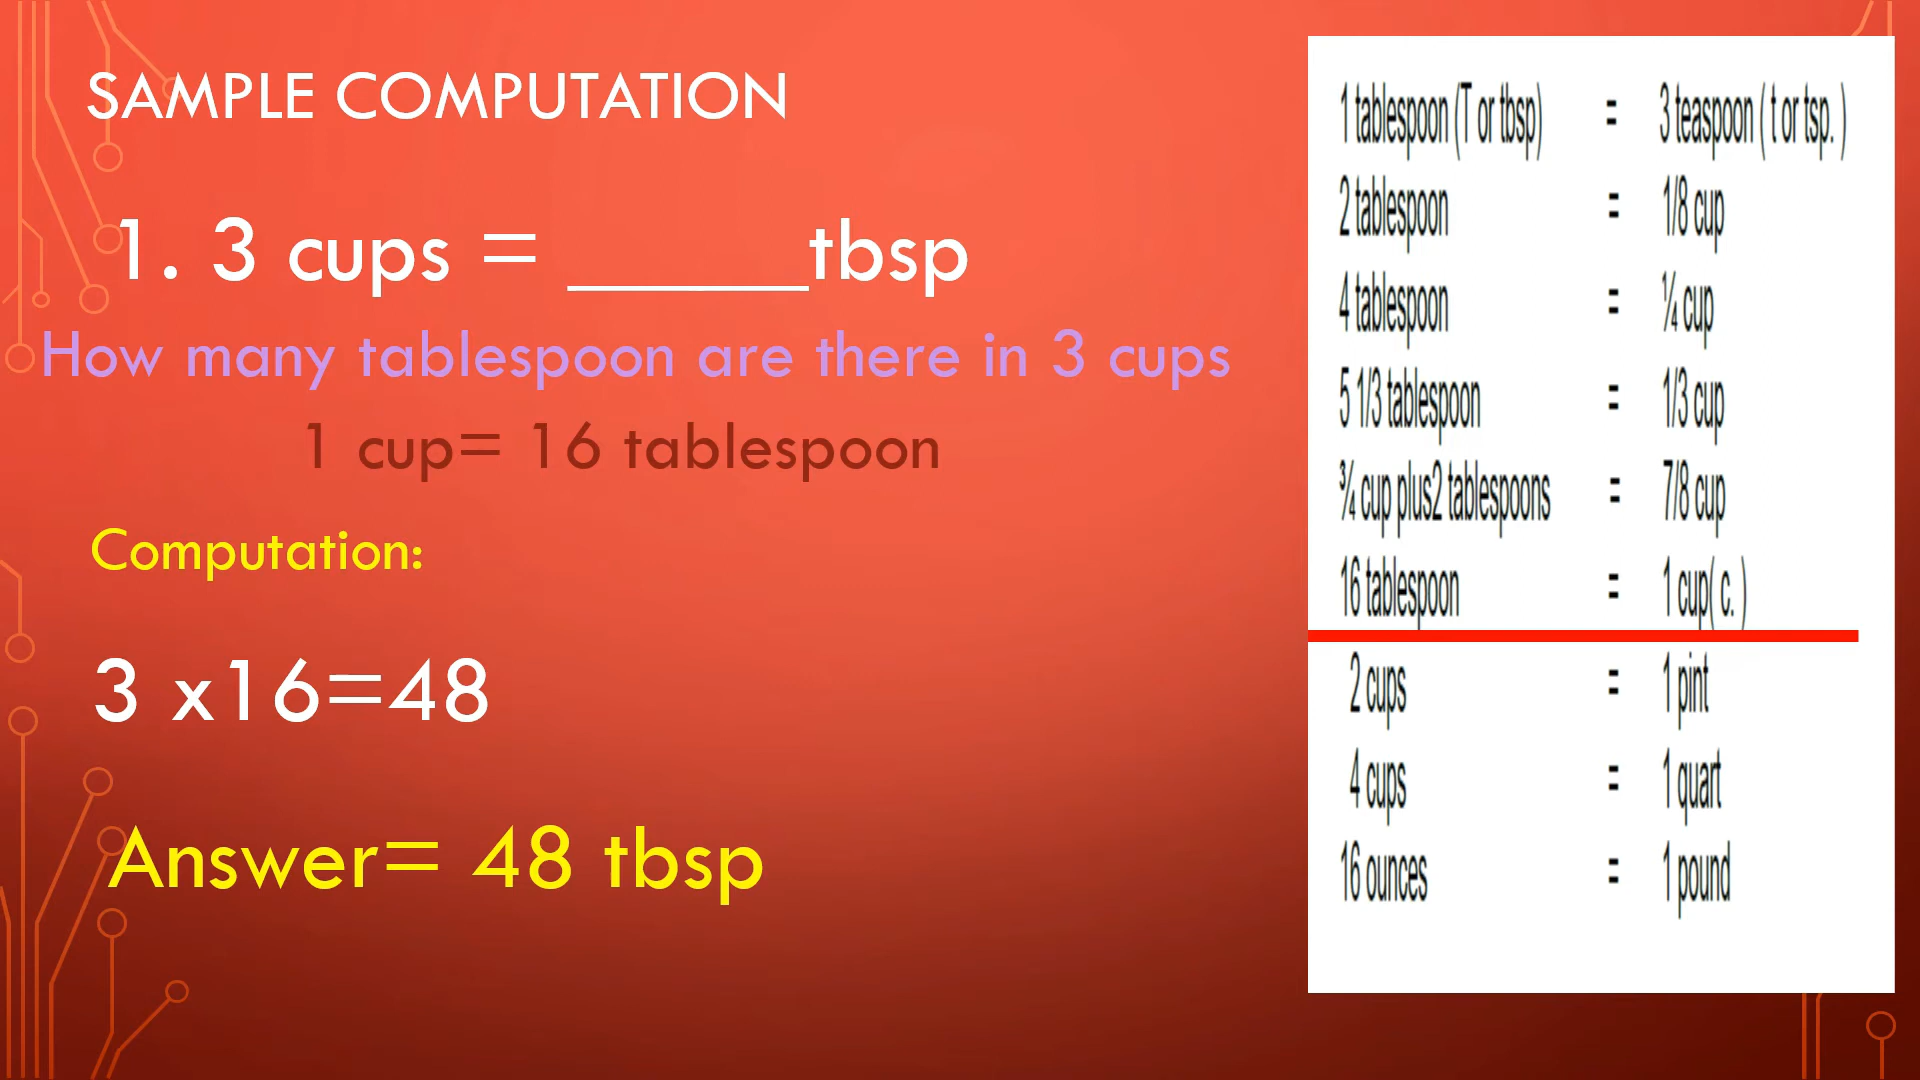 SAMPLE COMPUTATION
1. 3 cups = _____tbsp
How many tablespoon are there in 3 cups
1 cup= 16 tablespoon
Computation:
3 x16=48
Answer= 48 tbsp
1 tablespoon (T or tbsp) = 3 teaspoon ( t or tsp. )
2 tablespoon = 1/8 cup
4 tablespoon = ¼ cup
5 1/3 tablespoon = 1/3 cup
¾ cup plus2 tablespoons = 7/8 cup
16 tablespoon = 1 cup( c. )
2 cups = 1 pint
4 cups = 1 quart
16 ounces = 1 pound